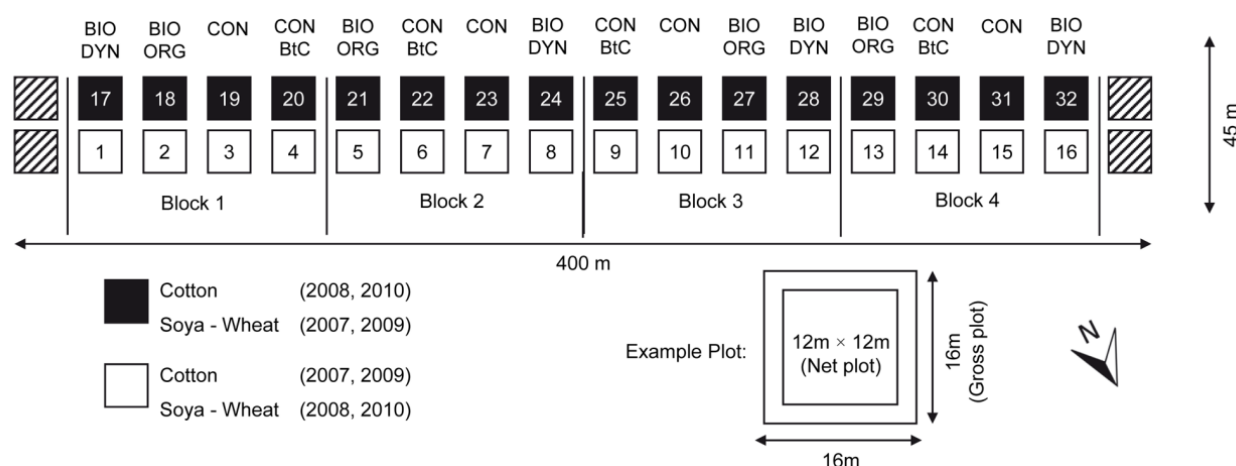 BIO DYN
BIO ORG
CON
CON BtC
BIO ORG
CON BtC
CON
BIO DYN
CON BtC
CON
BIO ORG
BIO DYN
BIO ORG
CON BtC
CON
BIO DYN
17 18 19 20 21 22 23 24 25 26 27 28 29 30 31 32
1 2 3 4 5 6 7 8 9 10 11 12 13 14 15 16
Block 1 Block 2 Block 3 Block 4
45 m
400 m
Cotton (2008, 2010)
Soya - Wheat (2007, 2009)
Cotton (2007, 2009)
Soya - Wheat (2008, 2010)
Example Plot:
12m × 12m
(Net plot)
16m
(Gross plot)
16m
N